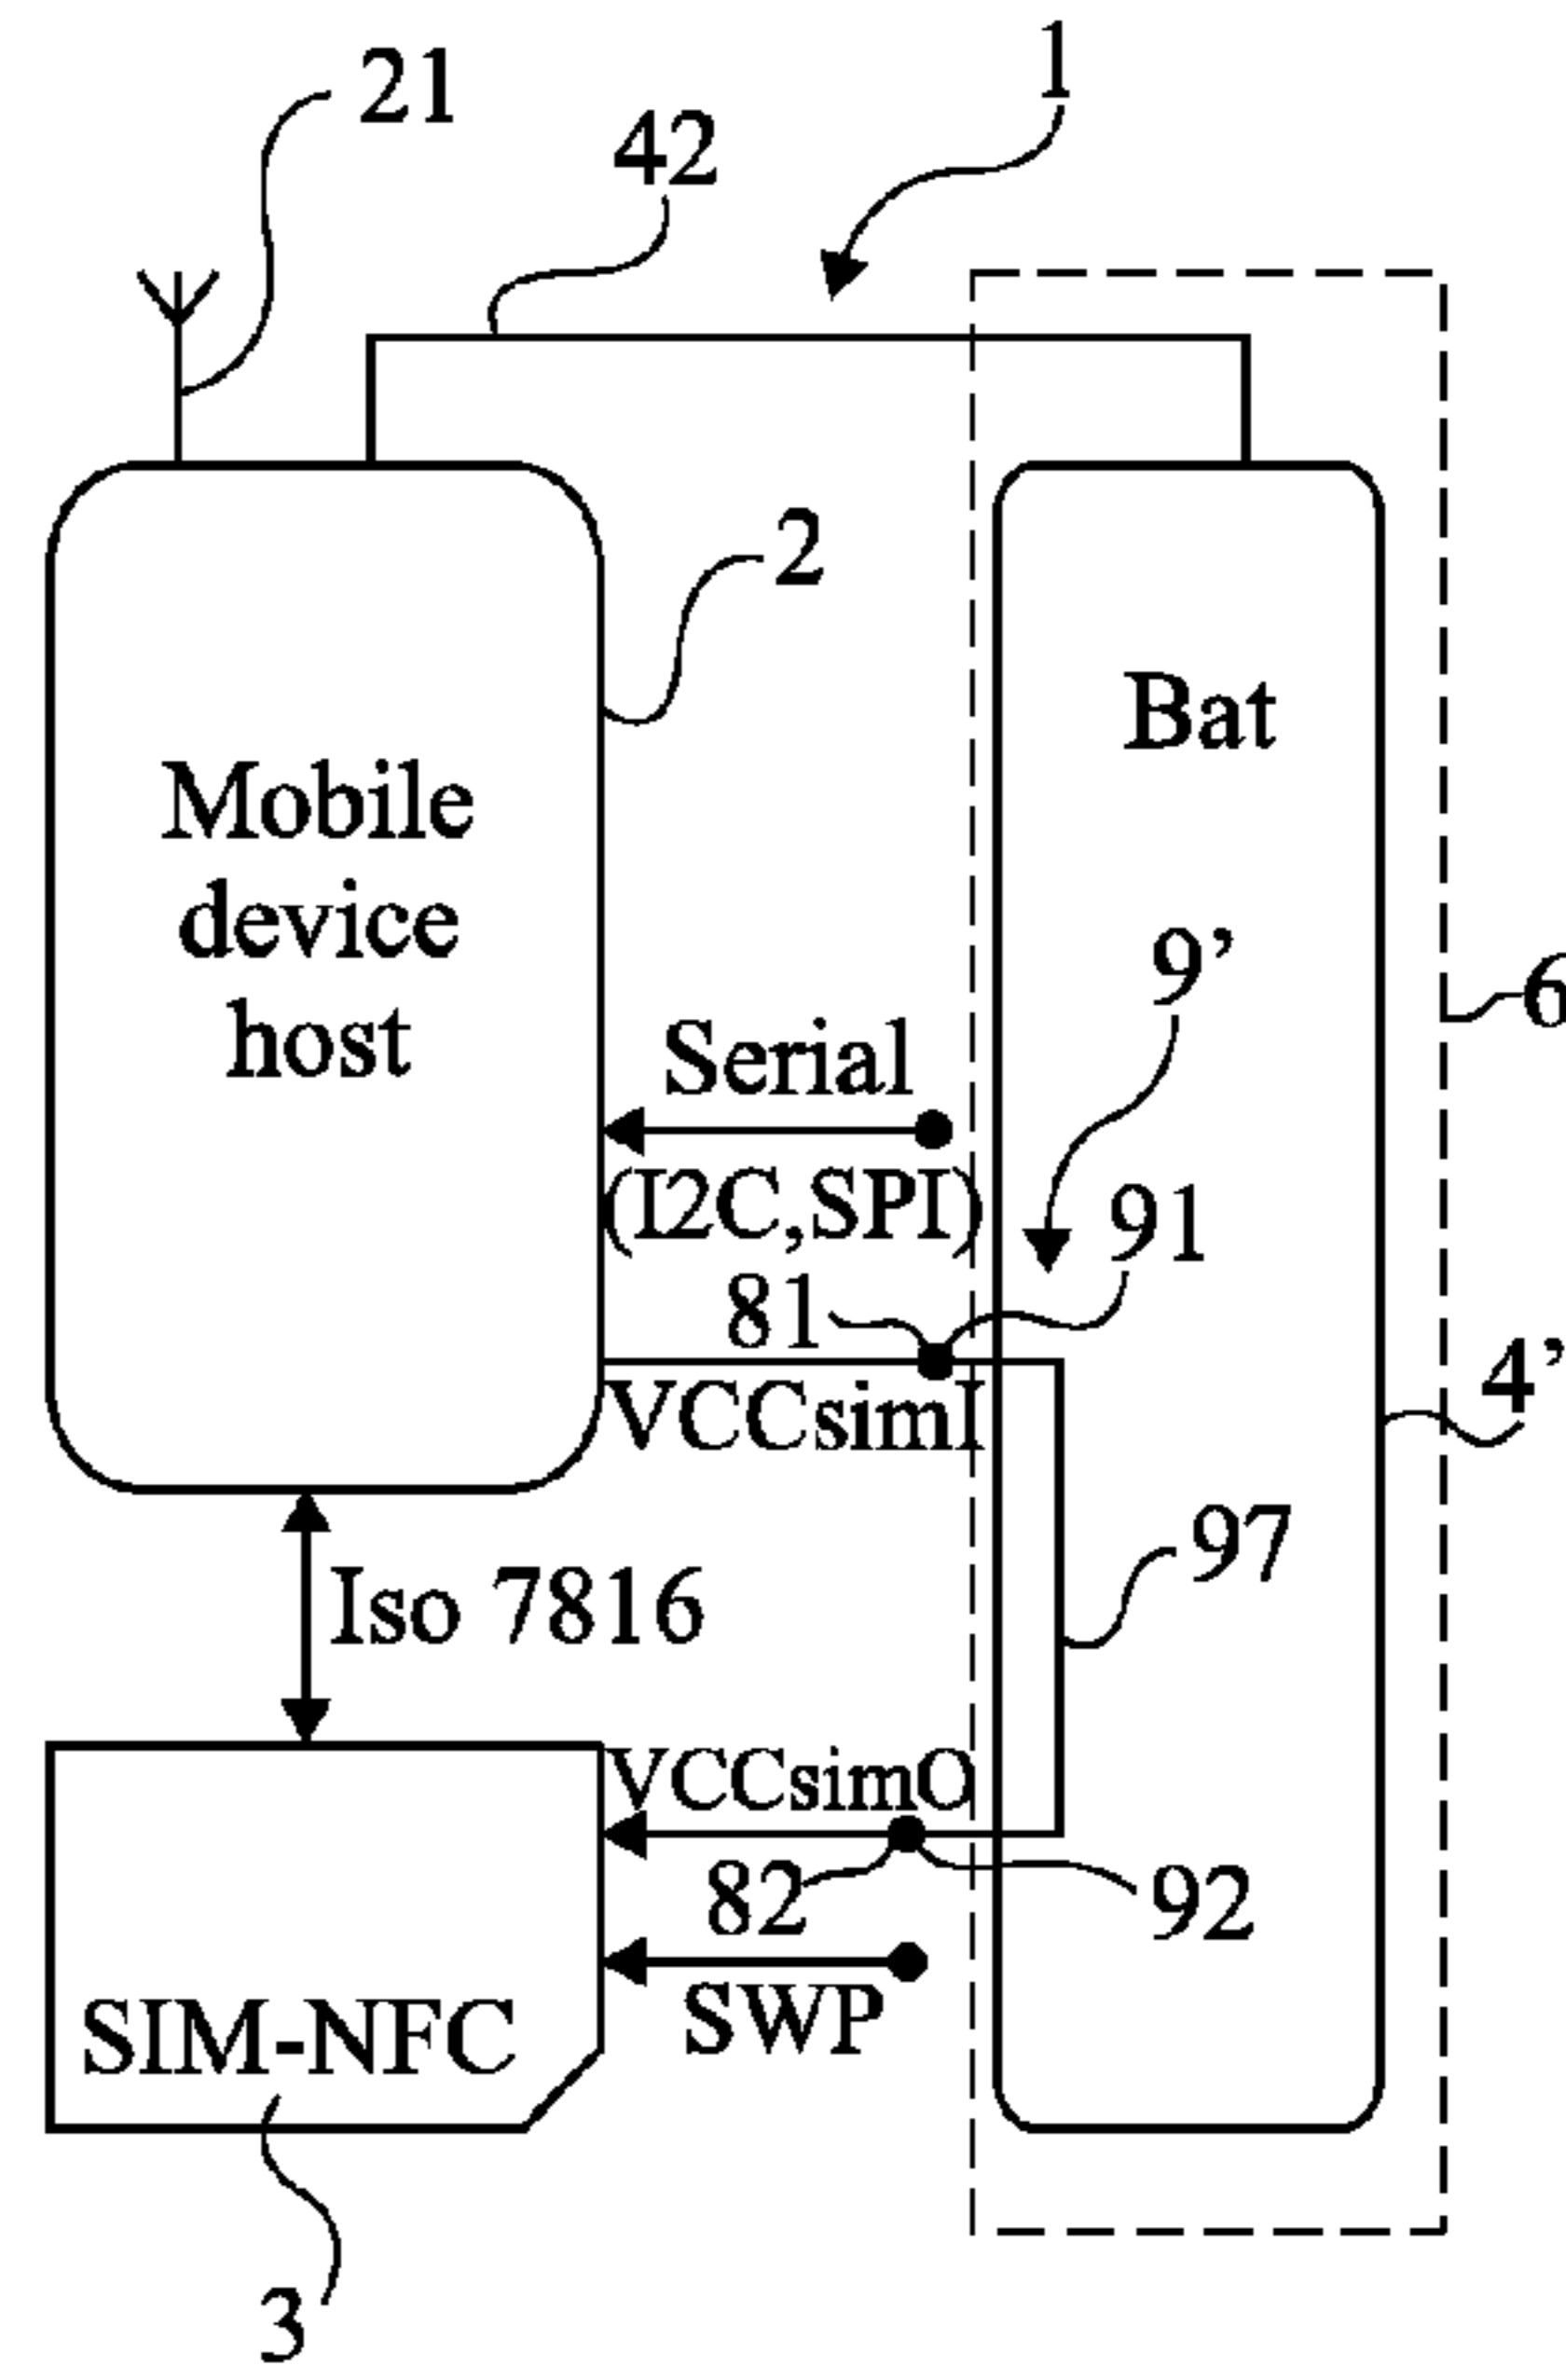 21
42
1
2
Bat
Mobile
device
host
9’
6
Serial
(I2C,SPI)
91
81
VCCsimI
4’
97
Iso 7816
VCCsimO
82
92
SWP
SIM-NFC
3